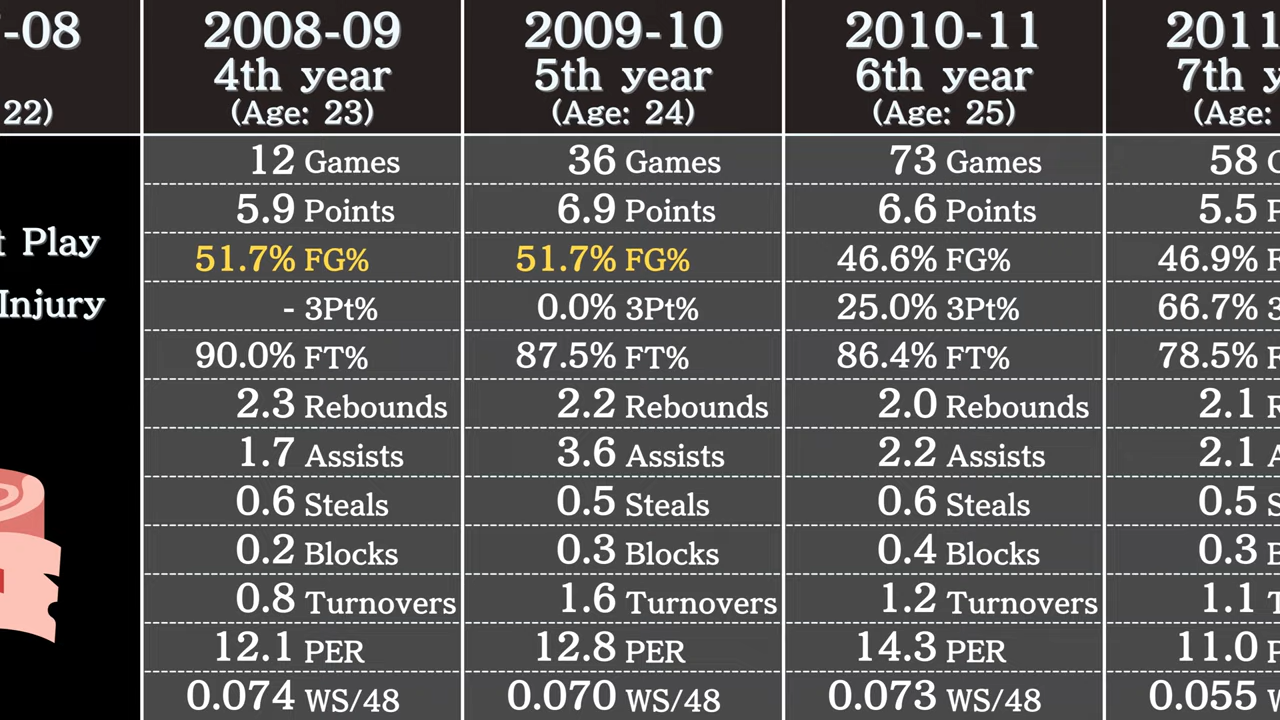 -08
22)
t Play
Injury
2008-09
4th year
(Age: 23)
12 Games
5.9 Points
51.7% FG%
- 3Pt%
90.0% FT%
2.3 Rebounds
1.7 Assists
0.6 Steals
0.2 Blocks
0.8 Turnovers
12.1 PER
0.074 WS/48
2009-10
5th year
(Age: 24)
36 Games
6.9 Points
51.7% FG%
0.0% 3Pt%
87.5% FT%
2.2 Rebounds
3.6 Assists
0.5 Steals
0.3 Blocks
1.6 Turnovers
12.8 PER
0.070 WS/48
2010-11
6th year
(Age: 25)
73 Games
6.6 Points
46.6% FG%
25.0% 3Pt%
86.4% FT%
2.0 Rebounds
2.2 Assists
0.6 Steals
0.4 Blocks
1.2 Turnovers
14.3 PER
0.073 WS/48
2011
7th y
(Age:
58
5.5
46.9%
66.7% 3
78.5%
2.1
2.1
0.5
0.3
1.1
11.0
0.055